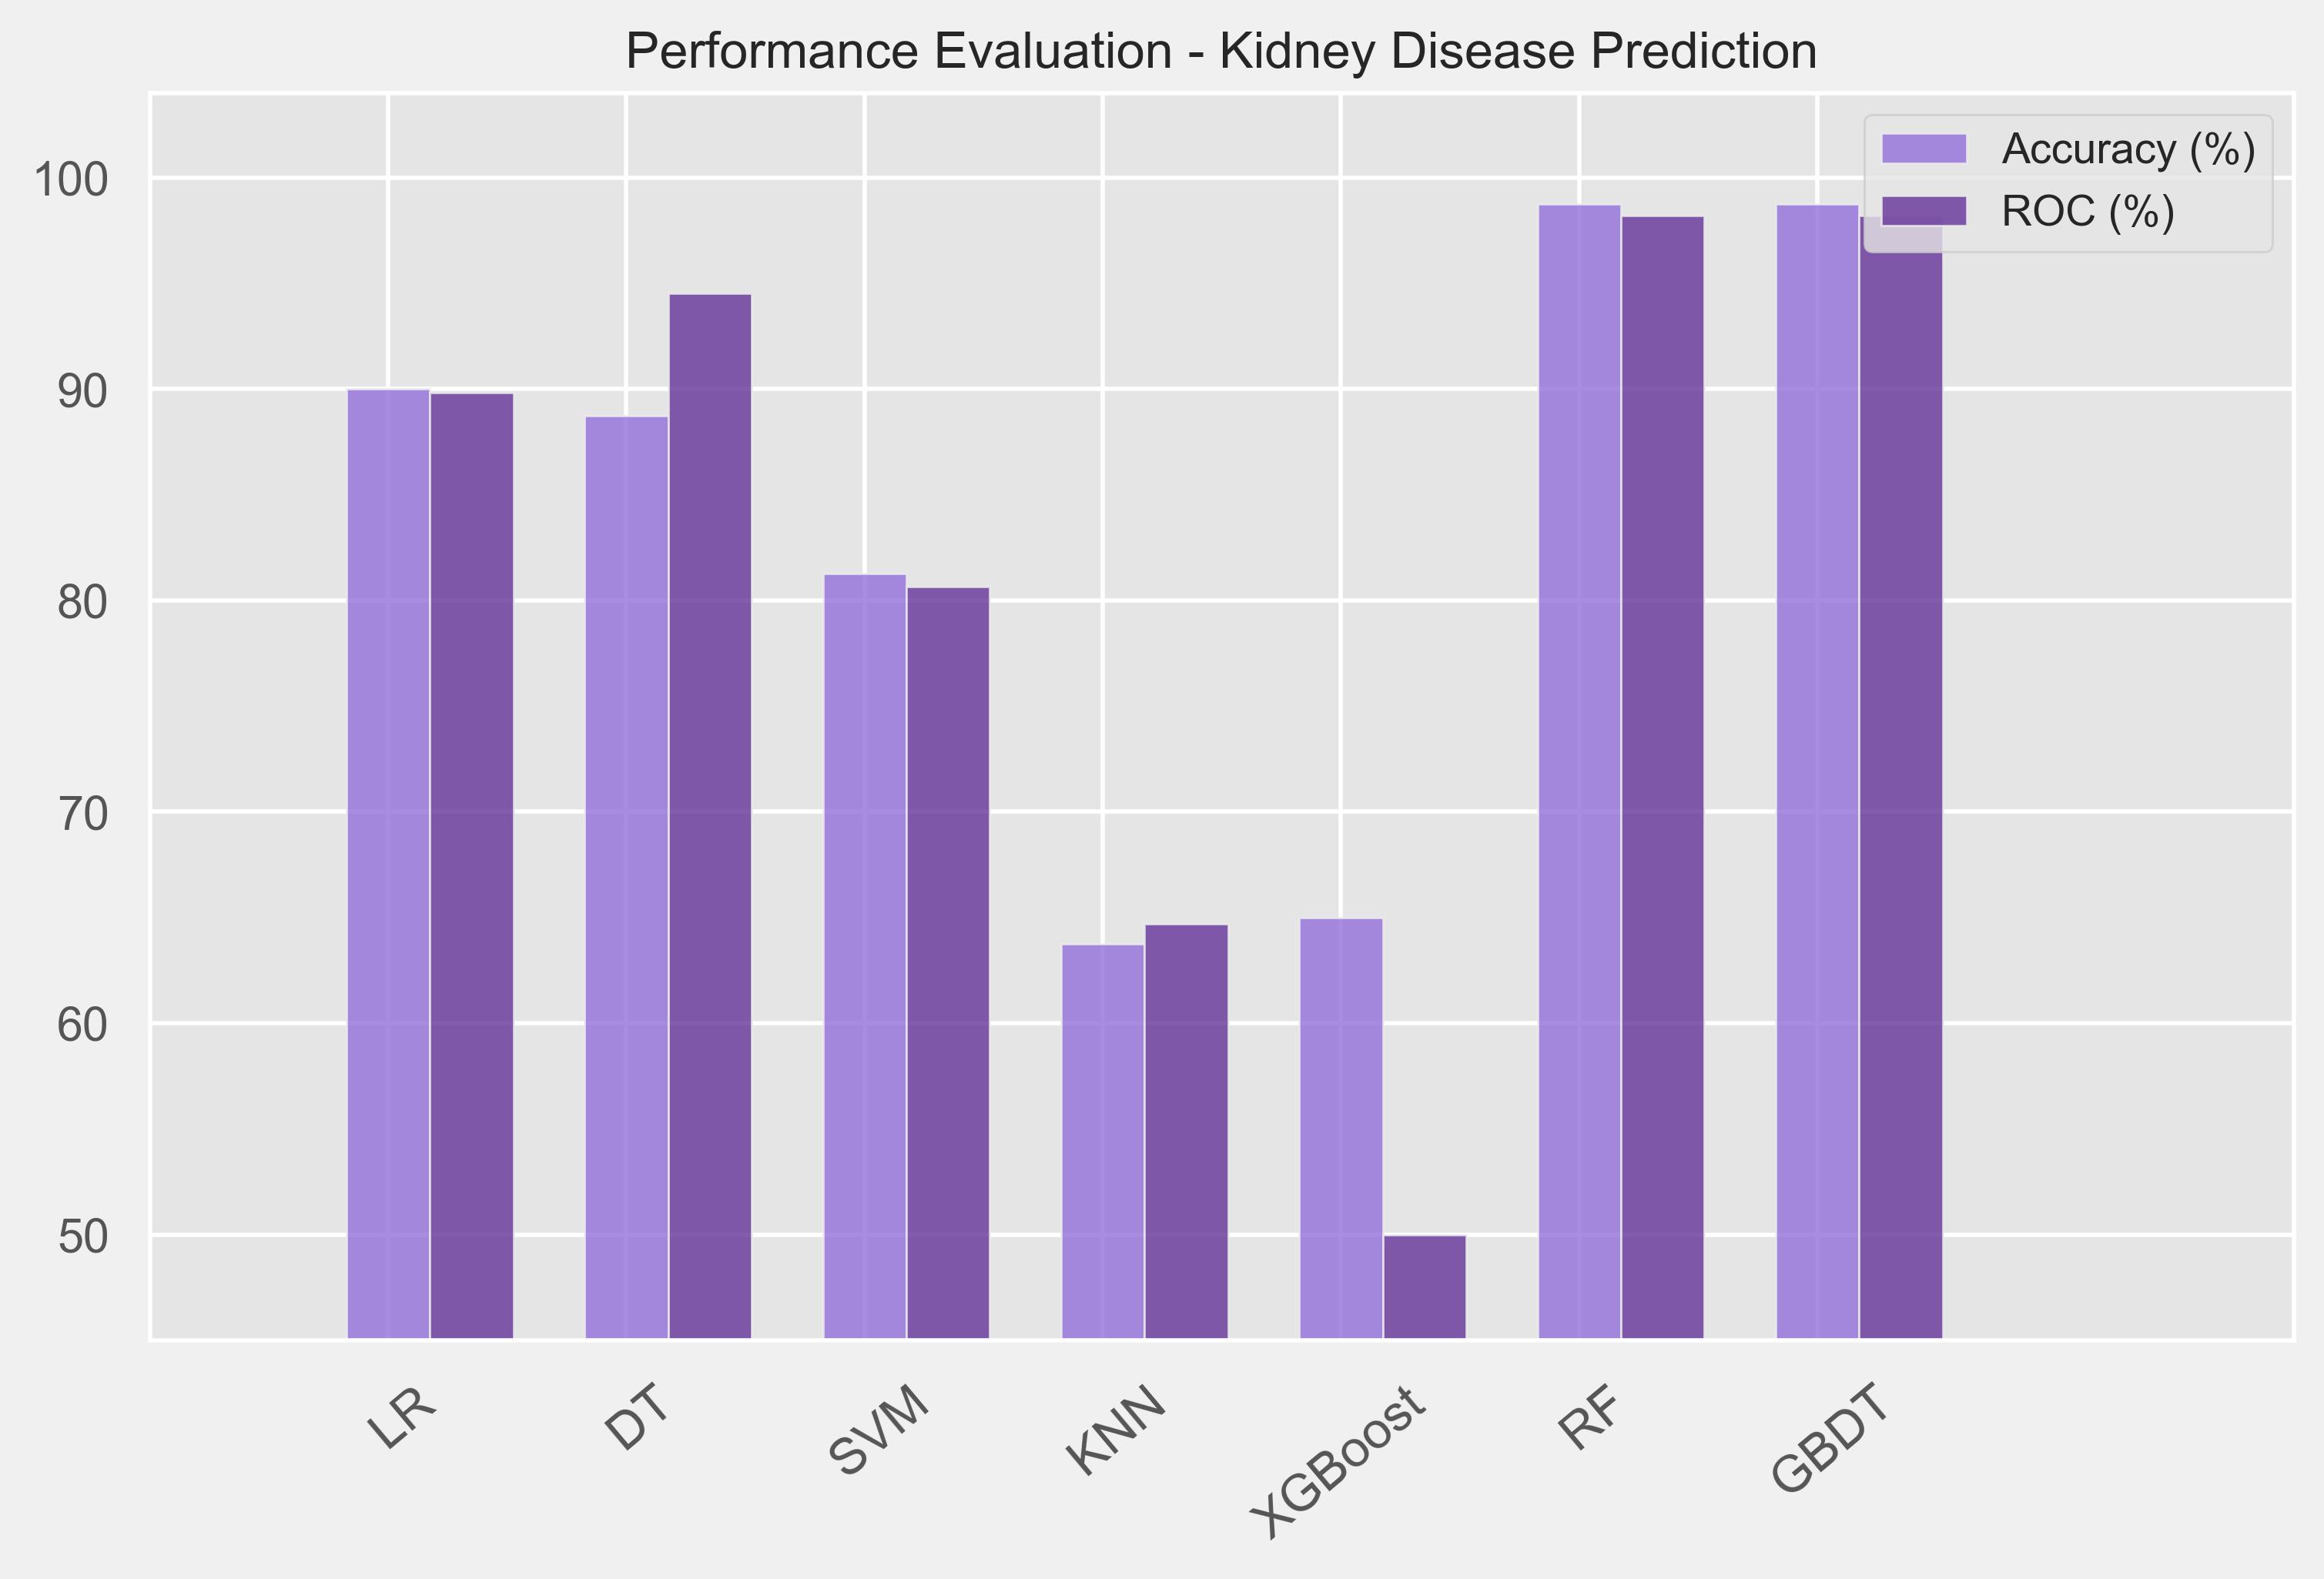 Performance Evaluation - Kidney Disease Prediction
Accuracy (%)
ROC (%)
100
90
80
70
60
50
LR
DT
SVM
KNN
XGBoost
RF
GBDT